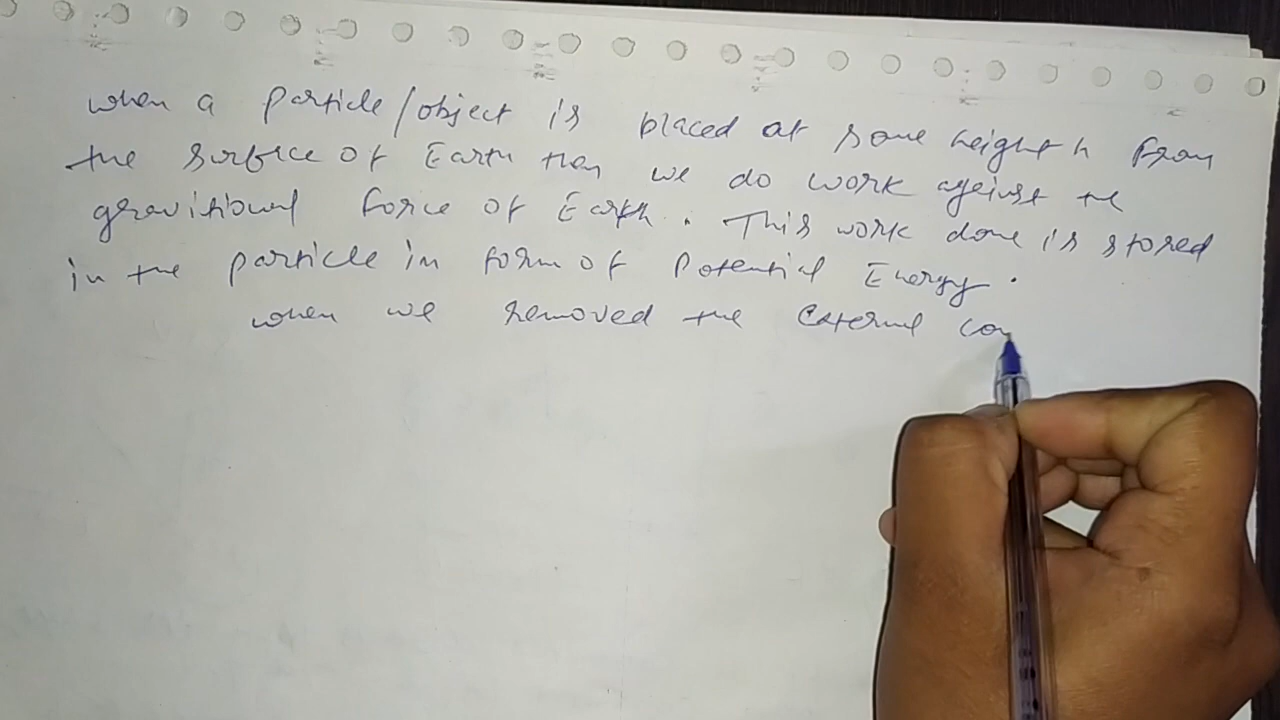 when a particle/object is placed at some height h from
the surface of Earth then we do work against the
gravitional force of Earth. This work done is stored
in the particle in form of Potential Energy.
when we removed the external con